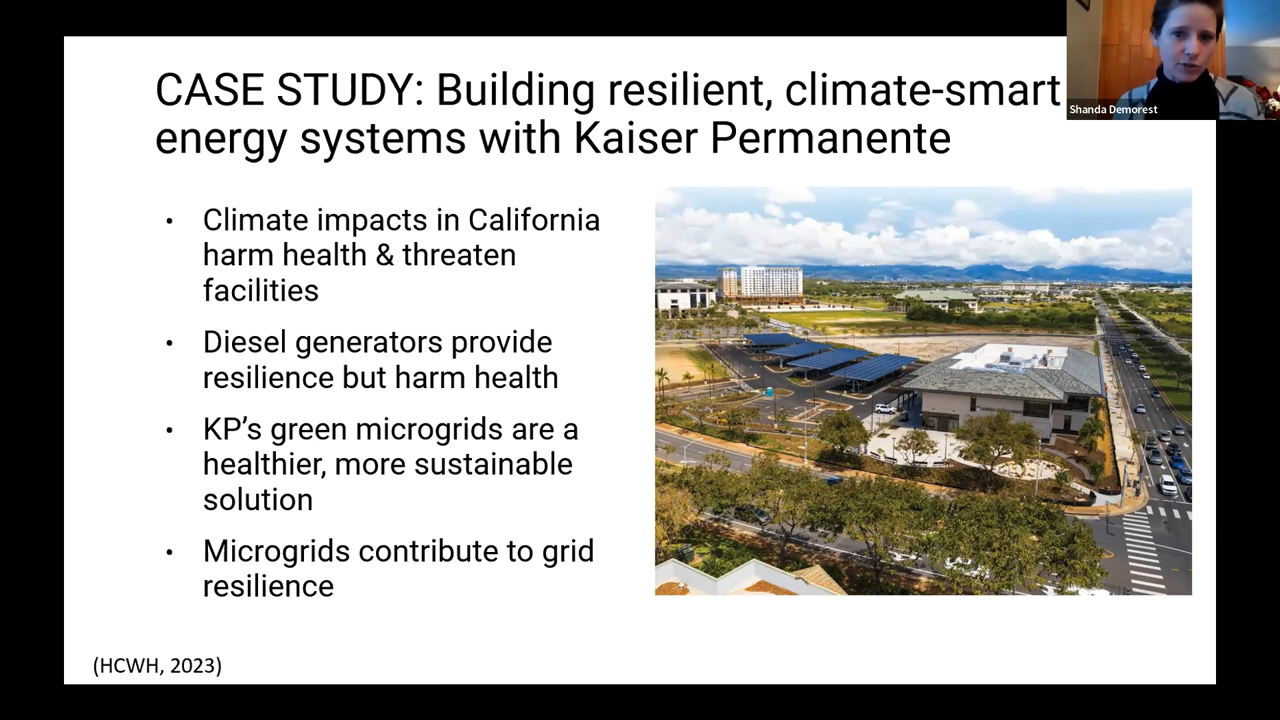 CASE STUDY: Building resilient, climate-smart
energy systems with Kaiser Permanente
Shanda Demorest
• Climate impacts in California
harm health & threaten
facilities
• Diesel generators provide
resilience but harm health
• KP’s green microgrids are a
healthier, more sustainable
solution
• Microgrids contribute to grid
resilience
(HCWH, 2023)